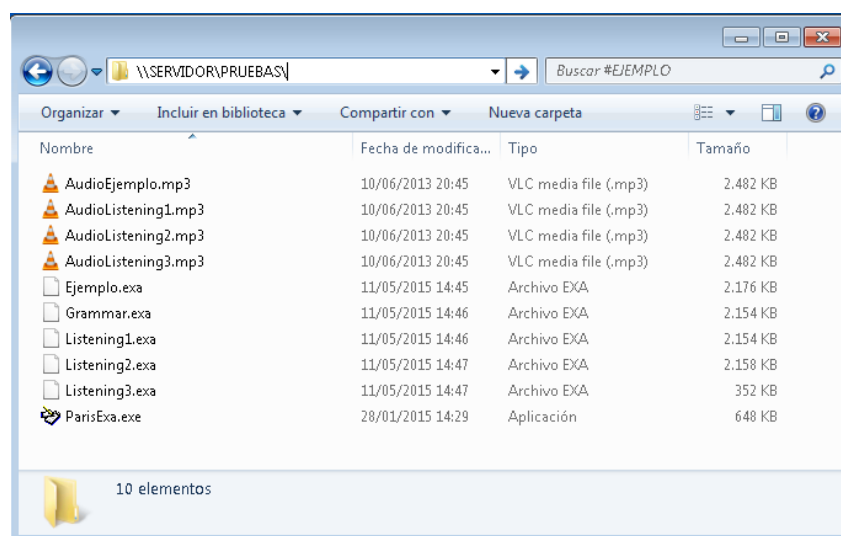 \\SERVIDOR\PRUEBAS\
Buscar #EJEMPLO
Organizar Incluir en biblioteca Compartir con Nueva carpeta
Nombre Fecha de modifica... Tipo Tamaño
AudioEjemplo.mp3 10/06/2013 20:45 VLC media file (.mp3) 2.482 KB
AudioListening1.mp3 10/06/2013 20:45 VLC media file (.mp3) 2.482 KB
AudioListening2.mp3 10/06/2013 20:45 VLC media file (.mp3) 2.482 KB
AudioListening3.mp3 10/06/2013 20:45 VLC media file (.mp3) 2.482 KB
Ejemplo.exa 11/05/2015 14:45 Archivo EXA 2.176 KB
Grammar.exa 11/05/2015 14:46 Archivo EXA 2.154 KB
Listening1.exa 11/05/2015 14:46 Archivo EXA 2.154 KB
Listening2.exa 11/05/2015 14:47 Archivo EXA 2.158 KB
Listening3.exa 11/05/2015 14:47 Archivo EXA 352 KB
ParisExa.exe 28/01/2015 14:29 Aplicación 648 KB
10 elementos